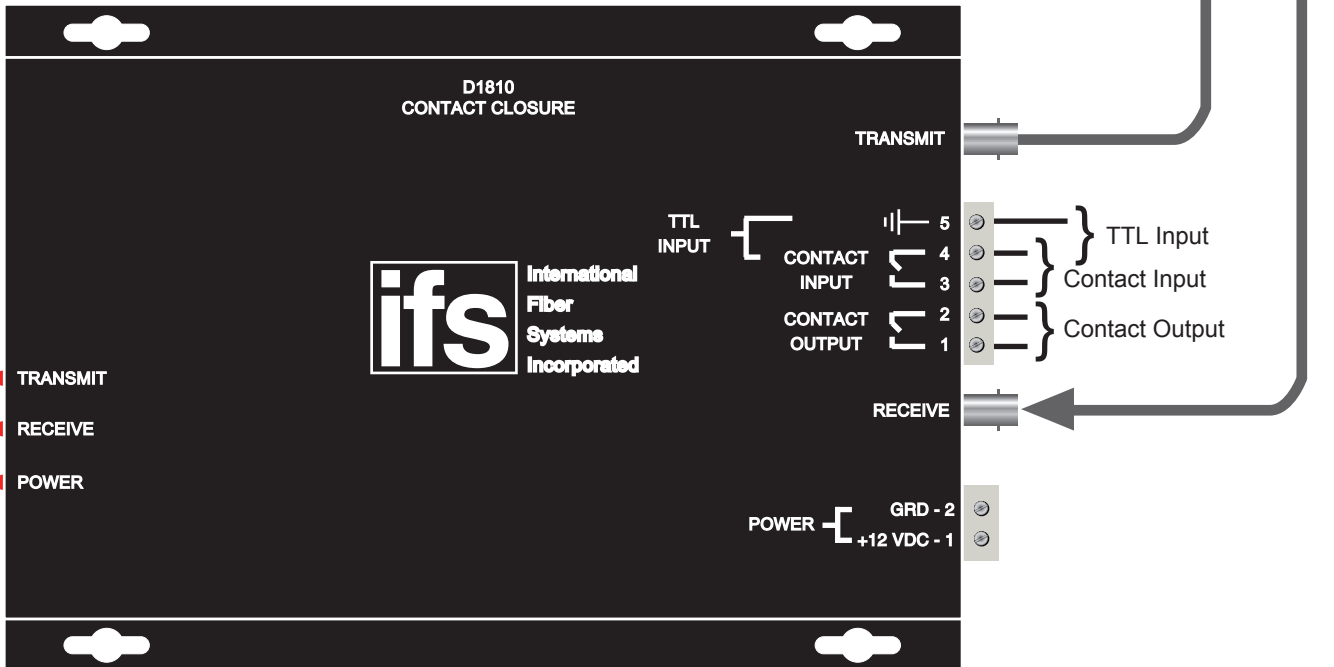 D1810
CONTACT CLOSURE
TRANSMIT
TTL
INPUT
5
TTL Input
CONTACT
INPUT
4
3
Contact Input
CONTACT
OUTPUT
2
1
Contact Output
ifs
International
Fiber
Systems
Incorporated
TRANSMIT
RECEIVE
POWER
RECEIVE
POWER
GRD - 2
+12 VDC - 1